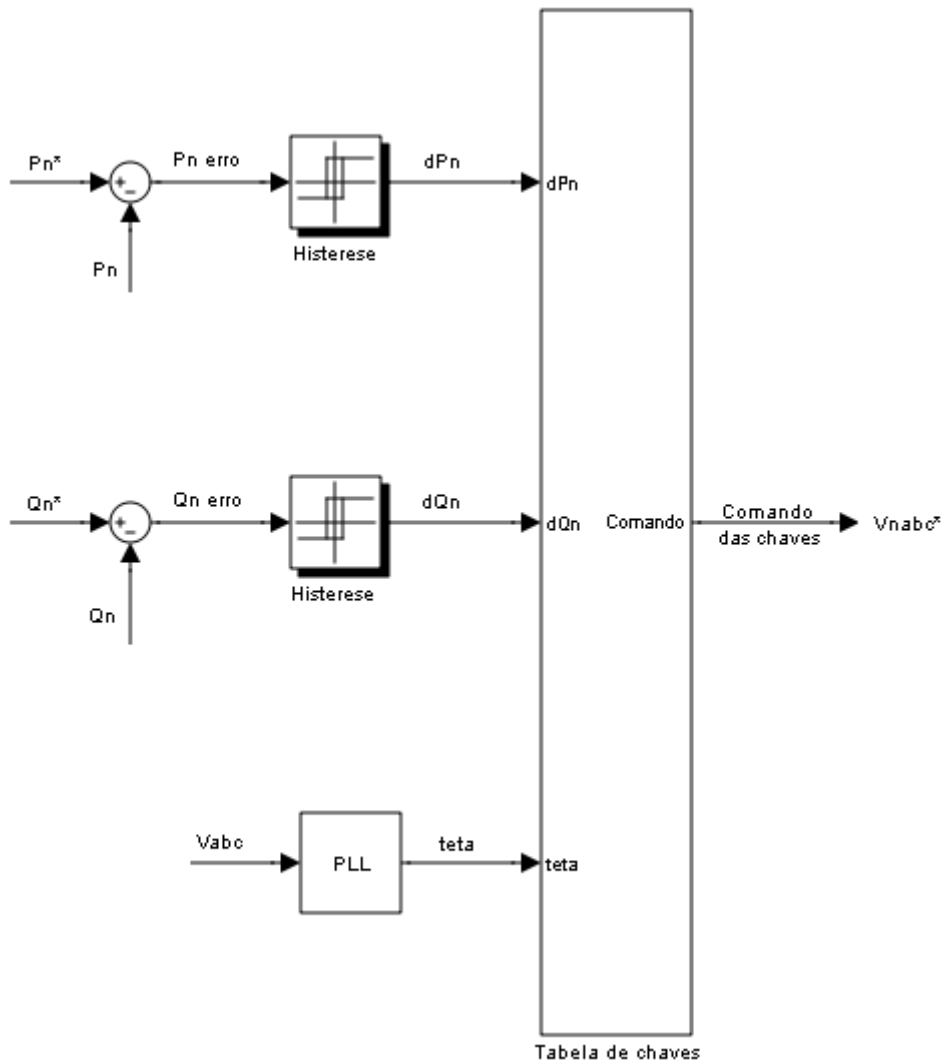 Pn*
+
-
Pn erro
Pn
Histerese
dPn
dPn
Qn*
+
-
Qn erro
Qn
Histerese
dQn
dQn
Comando
Comando
das chaves
Vnabc*
Vabc
PLL
teta
teta
Tabela de chaves